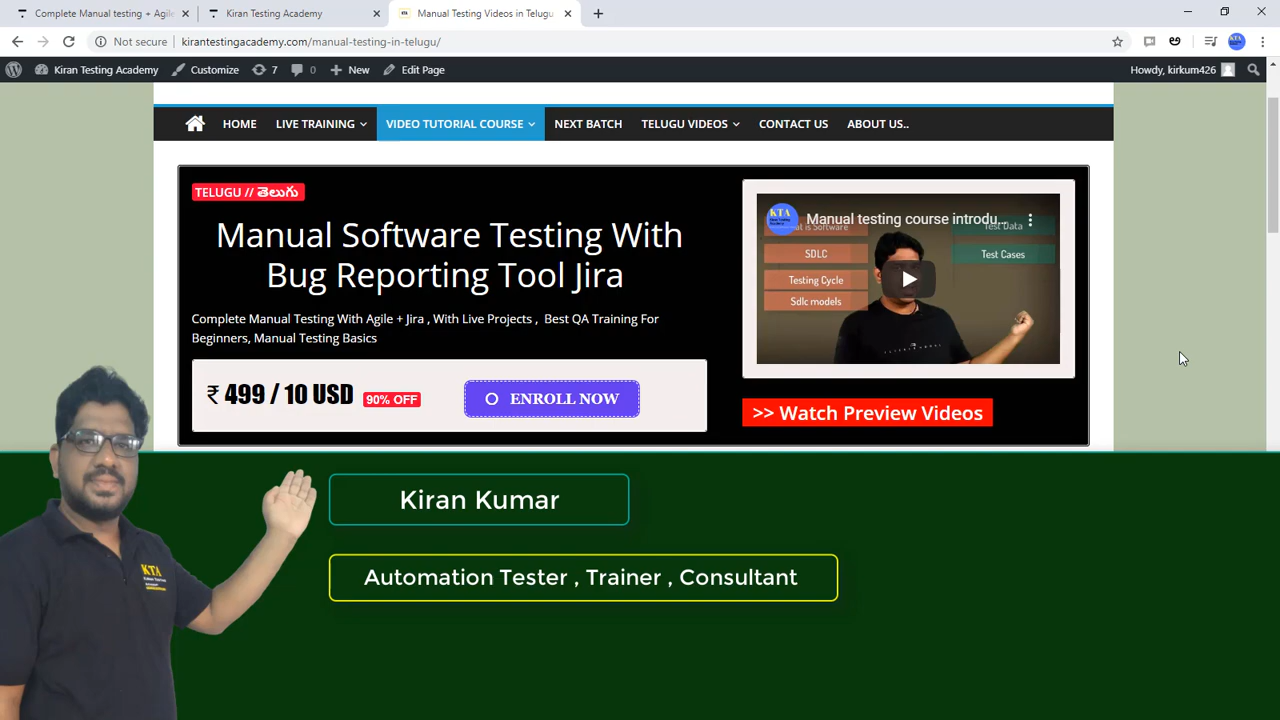 Complete Manual testing + Agile
Kiran Testing Academy
Manual Testing Videos in Telugu
Not secure
kirantestingacademy.com/manual-testing-in-telugu/
Kiran Testing Academy
Customize
7
0
New
Edit Page
Howdy, kirkum426
HOME
LIVE TRAINING
VIDEO TUTORIAL COURSE
NEXT BATCH
TELUGU VIDEOS
CONTACT US
ABOUT US..
TELUGU // తెలుగు
Manual Software Testing With
Bug Reporting Tool Jira
Complete Manual Testing With Agile + Jira , With Live Projects , Best QA Training For
Beginners, Manual Testing Basics
₹ 499 / 10 USD
90% OFF
ENROLL NOW
KTA
Manual testing course introdu...
at is Software
SDLC
Testing Cycle
Sdlc models
Test Data
Test Cases
>> Watch Preview Videos
KTA
Kiran Kumar
Automation Tester , Trainer , Consultant